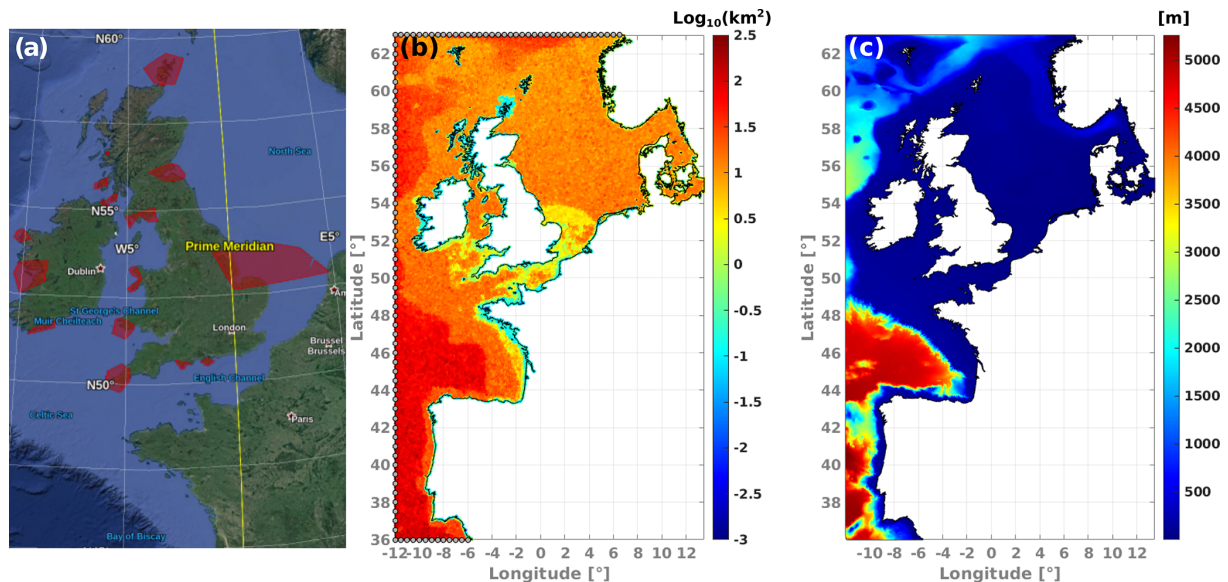 (a)
N60°
North Sea
N55°
W5°
E5°
Prime Meridian
Dublin
St George's Channel
Muir Cheilteach
London
Am
Brussel
Brussels
N50°
English Channel
Celtic Sea
Paris
Bay of Biscay
(b)
Log10(km2)
62
60
58
56
54
52
50
48
46
44
42
40
38
36
Latitude [°]
-12 -10 -8 -6 -4 -2 0 2 4 6 8 10 12
Longitude [°]
2.5
2
1.5
1
0.5
0
-0.5
-1
-1.5
-2
-2.5
-3
(c)
[m]
62
60
58
56
54
52
50
48
46
44
42
40
38
Latitude [°]
-10 -8 -6 -4 -2 0 2 4 6 8 10 12
Longitude [°]
5000
4500
4000
3500
3000
2500
2000
1500
1000
500